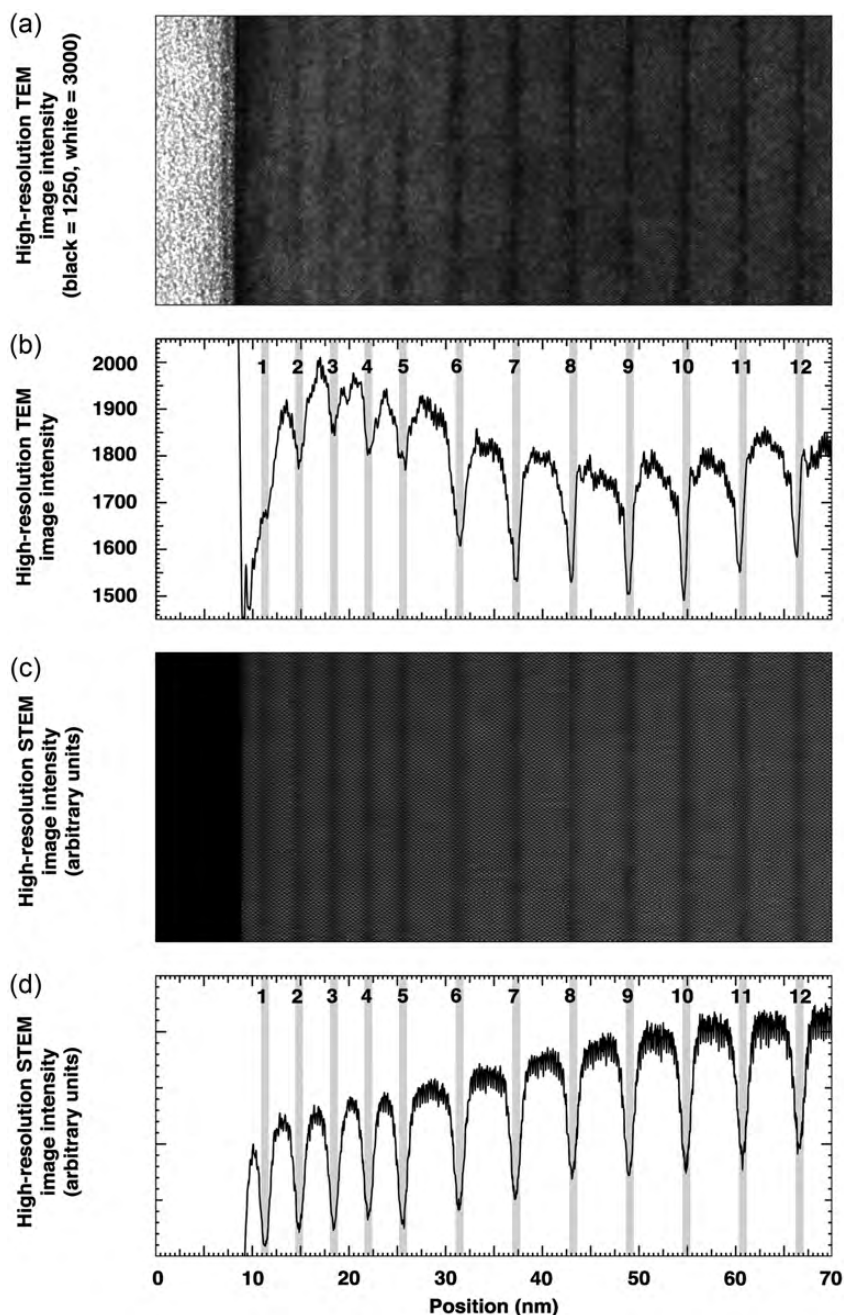 (a)
High-resolution TEM
image intensity
(black = 1250, white = 3000)
(b)
High-resolution TEM
image intensity
2000
1900
1800
1700
1600
1500
1 2 3 4 5 6 7 8 9 10 11 12
(c)
High-resolution STEM
image intensity
(arbitrary units)
(d)
High-resolution STEM
image intensity
(arbitrary units)
1 2 3 4 5 6 7 8 9 10 11 12
0 10 20 30 40 50 60 70
Position (nm)